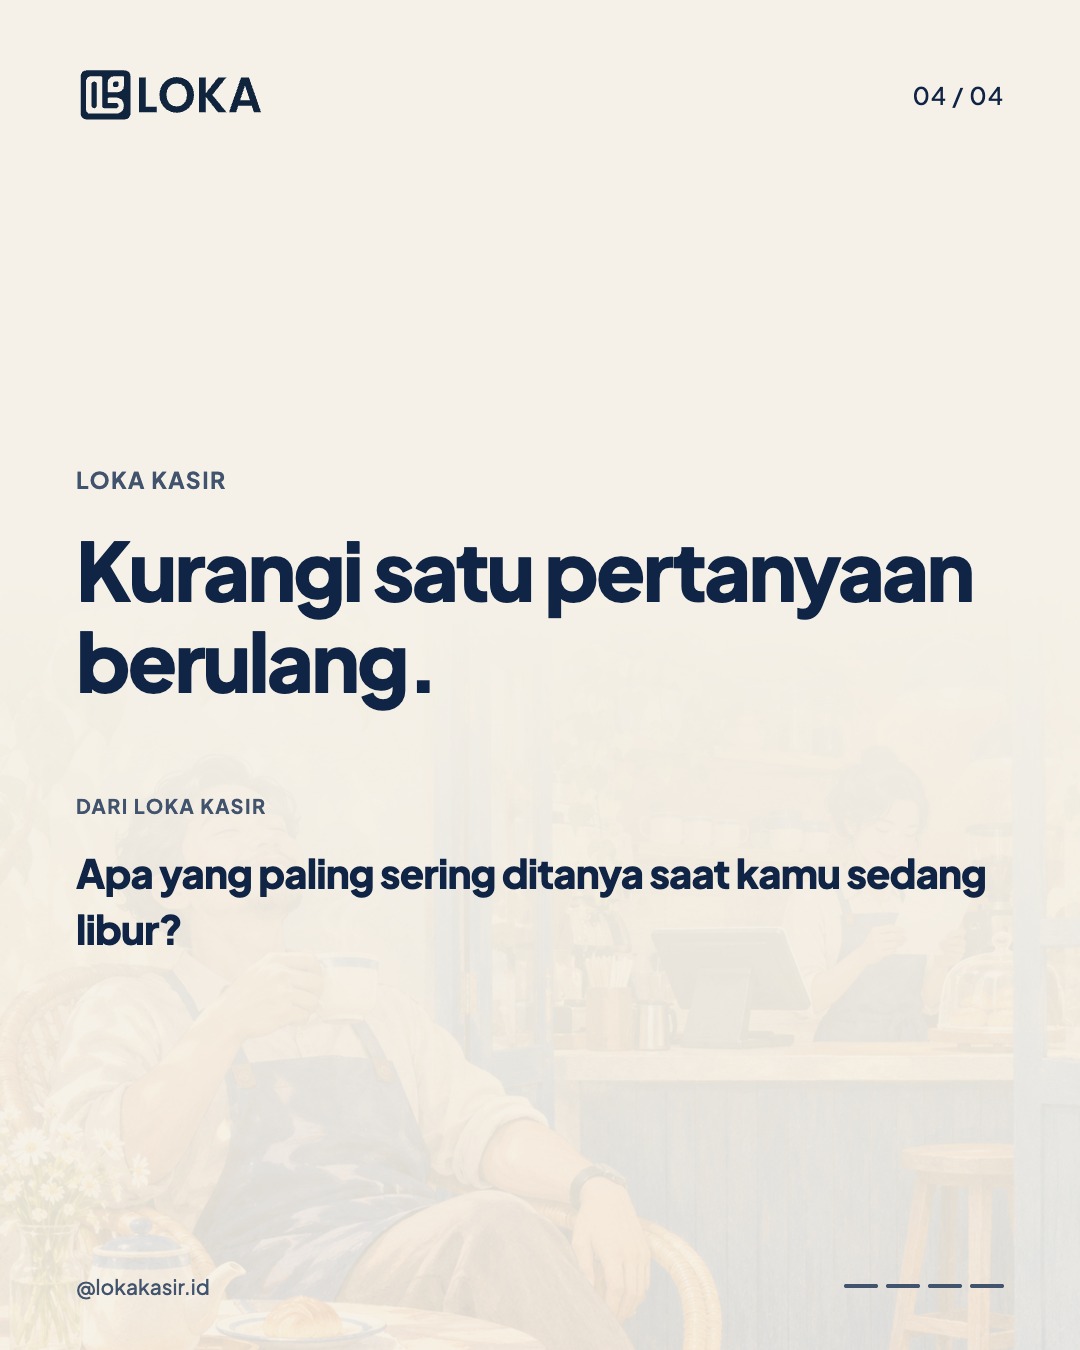 LOKA
04 / 04
LOKA KASIR
Kurangi satu pertanyaan
berulang.
DARI LOKA KASIR
Apa yang paling sering ditanya saat kamu sedang
libur?
@lokakasir.id